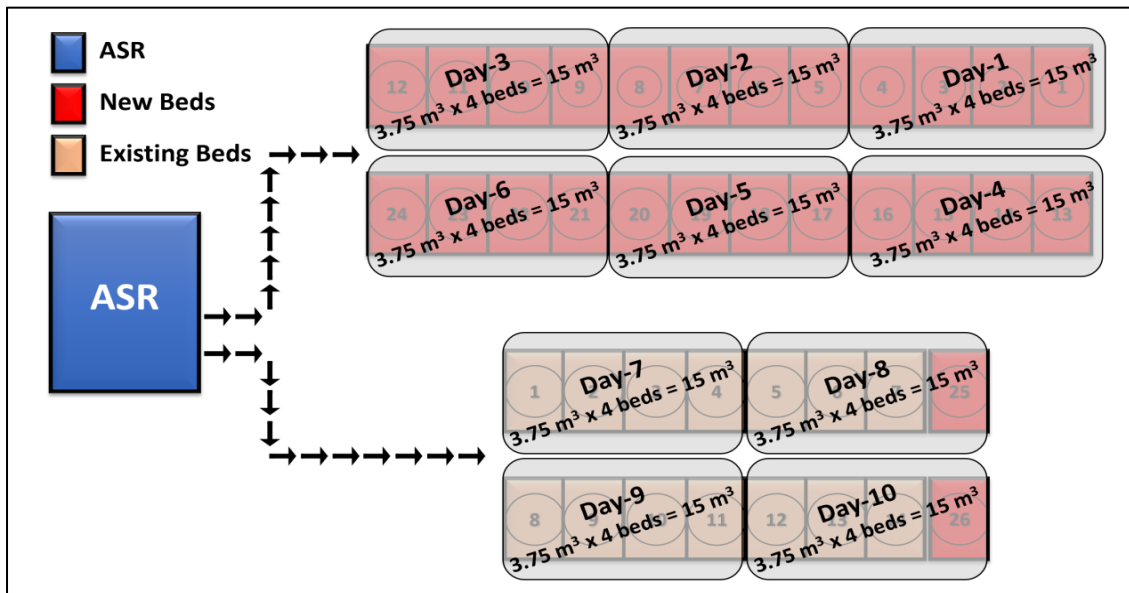 ASR
New Beds
Existing Beds
ASR
Day-3
3.75 m³ x 4 beds = 15 m³
12
9
Day-2
3.75 m³ x 4 beds = 15 m³
8
5
Day-1
3.75 m³ x 4 beds = 15 m³
4
1
Day-6
3.75 m³ x 4 beds = 15 m³
24
21
Day-5
3.75 m³ x 4 beds = 15 m³
20
17
Day-4
3.75 m³ x 4 beds = 15 m³
16
13
Day-7
3.75 m³ x 4 beds = 15 m³
1
4
Day-8
3.75 m³ x 4 beds = 15 m³
5
25
Day-9
3.75 m³ x 4 beds = 15 m³
8
11
Day-10
3.75 m³ x 4 beds = 15 m³
12
26